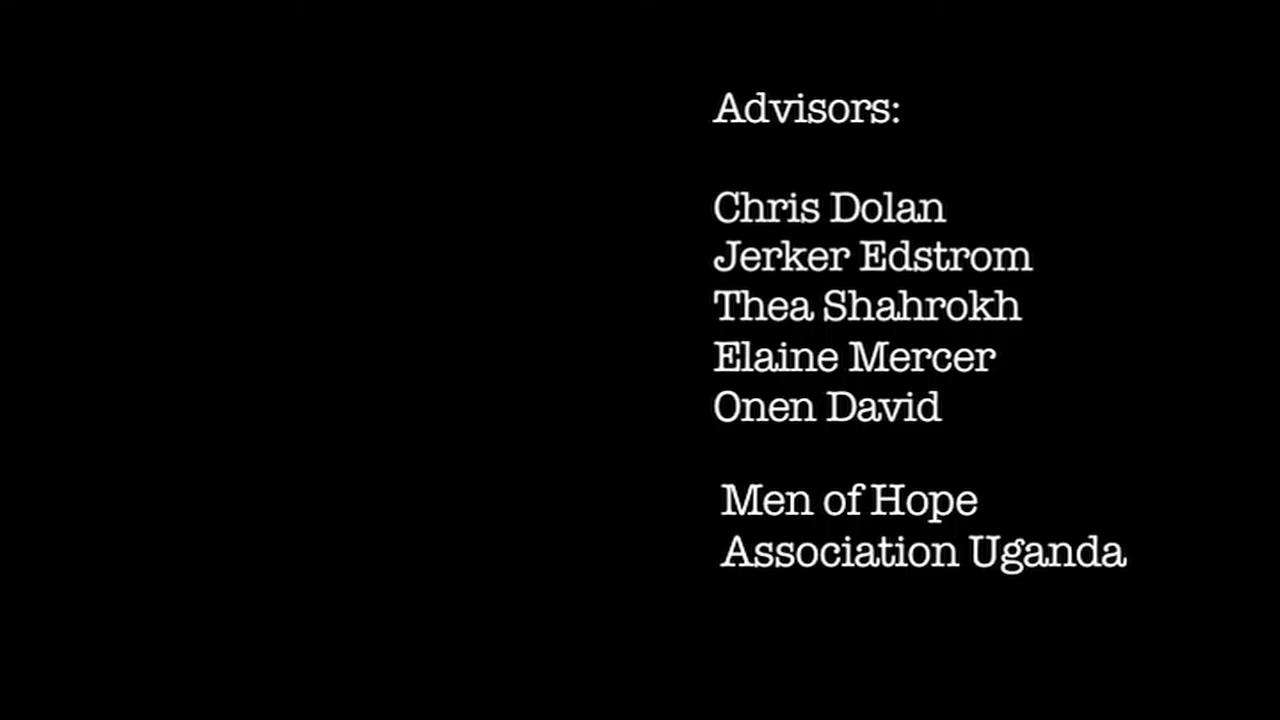 Advisors:
Chris Dolan
Jerker Edstrom
Thea Shahrokh
Elaine Mercer
Onen David
Men of Hope
Association Uganda